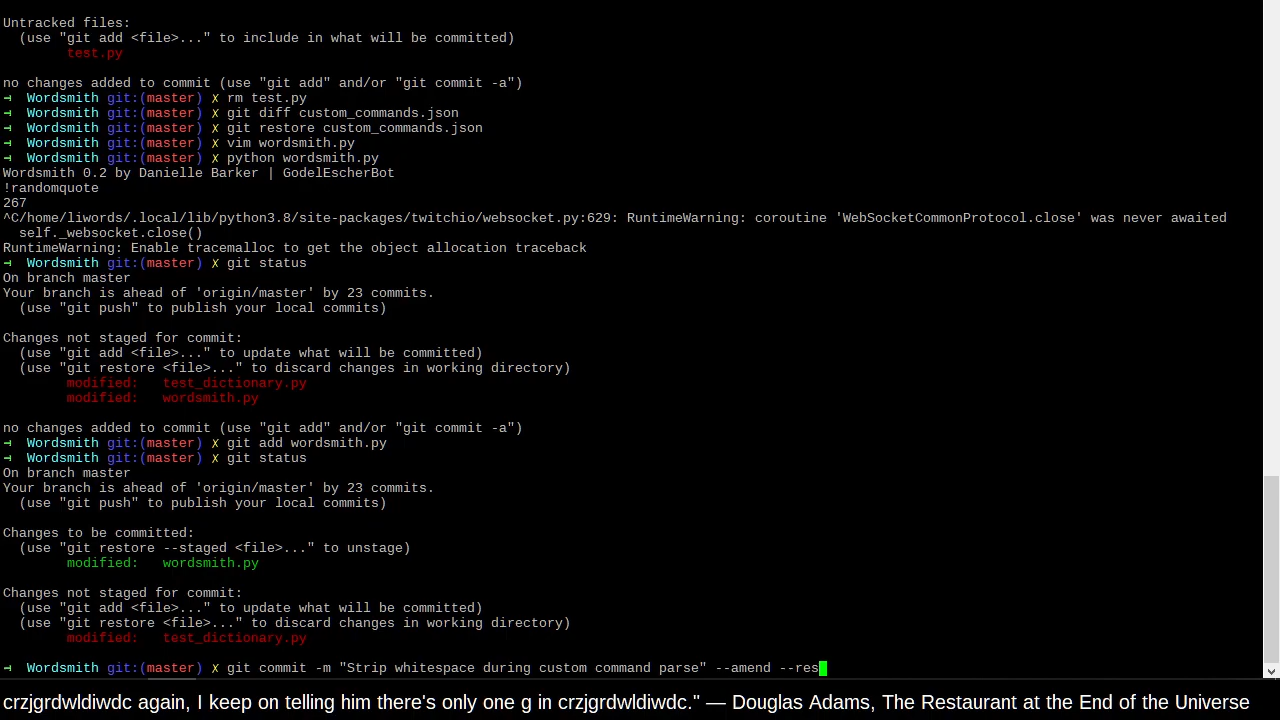 Untracked files:
  (use "git add <file>..." to include in what will be committed)
        test.py

no changes added to commit (use "git add" and/or "git commit -a")
→  Wordsmith git:(master) ✗ rm test.py
→  Wordsmith git:(master) ✗ git diff custom_commands.json
→  Wordsmith git:(master) ✗ git restore custom_commands.json
→  Wordsmith git:(master) ✗ vim wordsmith.py
→  Wordsmith git:(master) ✗ python wordsmith.py
Wordsmith 0.2 by Danielle Barker | GodelEscherBot
!randomquote
267
^C/home/liwords/.local/lib/python3.8/site-packages/twitchio/websocket.py:629: RuntimeWarning: coroutine 'WebSocketCommonProtocol.close' was never awaited
  self._websocket.close()
RuntimeWarning: Enable tracemalloc to get the object allocation traceback
→  Wordsmith git:(master) ✗ git status
On branch master
Your branch is ahead of 'origin/master' by 23 commits.
  (use "git push" to publish your local commits)

Changes not staged for commit:
  (use "git add <file>..." to update what will be committed)
  (use "git restore <file>..." to discard changes in working directory)
        modified:   test_dictionary.py
        modified:   wordsmith.py

no changes added to commit (use "git add" and/or "git commit -a")
→  Wordsmith git:(master) ✗ git add wordsmith.py
→  Wordsmith git:(master) ✗ git status
On branch master
Your branch is ahead of 'origin/master' by 23 commits.
  (use "git push" to publish your local commits)

Changes to be committed:
  (use "git restore --staged <file>..." to unstage)
        modified:   wordsmith.py

Changes not staged for commit:
  (use "git add <file>..." to update what will be committed)
  (use "git restore <file>..." to discard changes in working directory)
        modified:   test_dictionary.py

→  Wordsmith git:(master) ✗ git commit -m "Strip whitespace during custom command parse" --amend --res
crzjgrdwldiwdc again, I keep on telling him there's only one g in crzjgrdwldiwdc." — Douglas Adams, The Restaurant at the End of the Universe